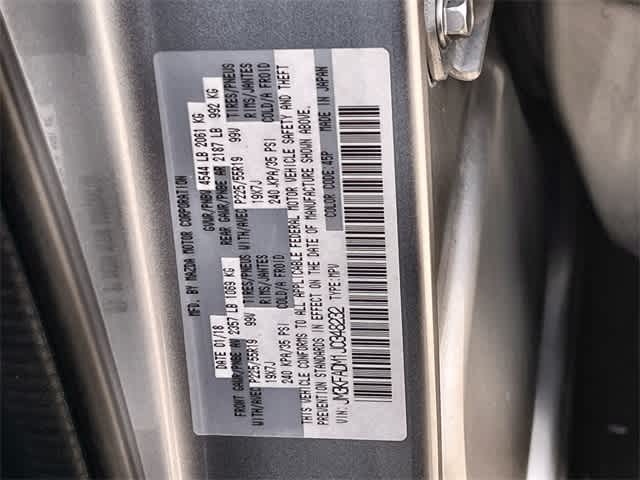 MFD. BY MAZDA MOTOR CORPORATION
DATE 01/18 GVWR/PNBV 4544 LB 2061 KG
FRONT GAWR/PNBE AV 2357 LB 1069 KG REAR GAWR/PNBE AR 2187 LB 992 KG
WITH/AVEC TIRES/PNEUS WITH/AVEC TIRES/PNEUS
P225/55R19 99V RIMS/JANTES P225/55R19 99V RIMS/JANTES
19X7J 19X7J
240 KPA/35 PSI COLD/A FROID 240 KPA/35 PSI COLD/A FROID
THIS VEHICLE CONFORMS TO ALL APPLICABLE FEDERAL MOTOR VEHICLE SAFETY AND THEFT
PREVENTION STANDARDS IN EFFECT ON THE DATE OF MANUFACTURE SHOWN ABOVE.
VIN: JM3KFADM1J0348232 TYPE:MPV COLOR CODE 45P MADE IN JAPAN